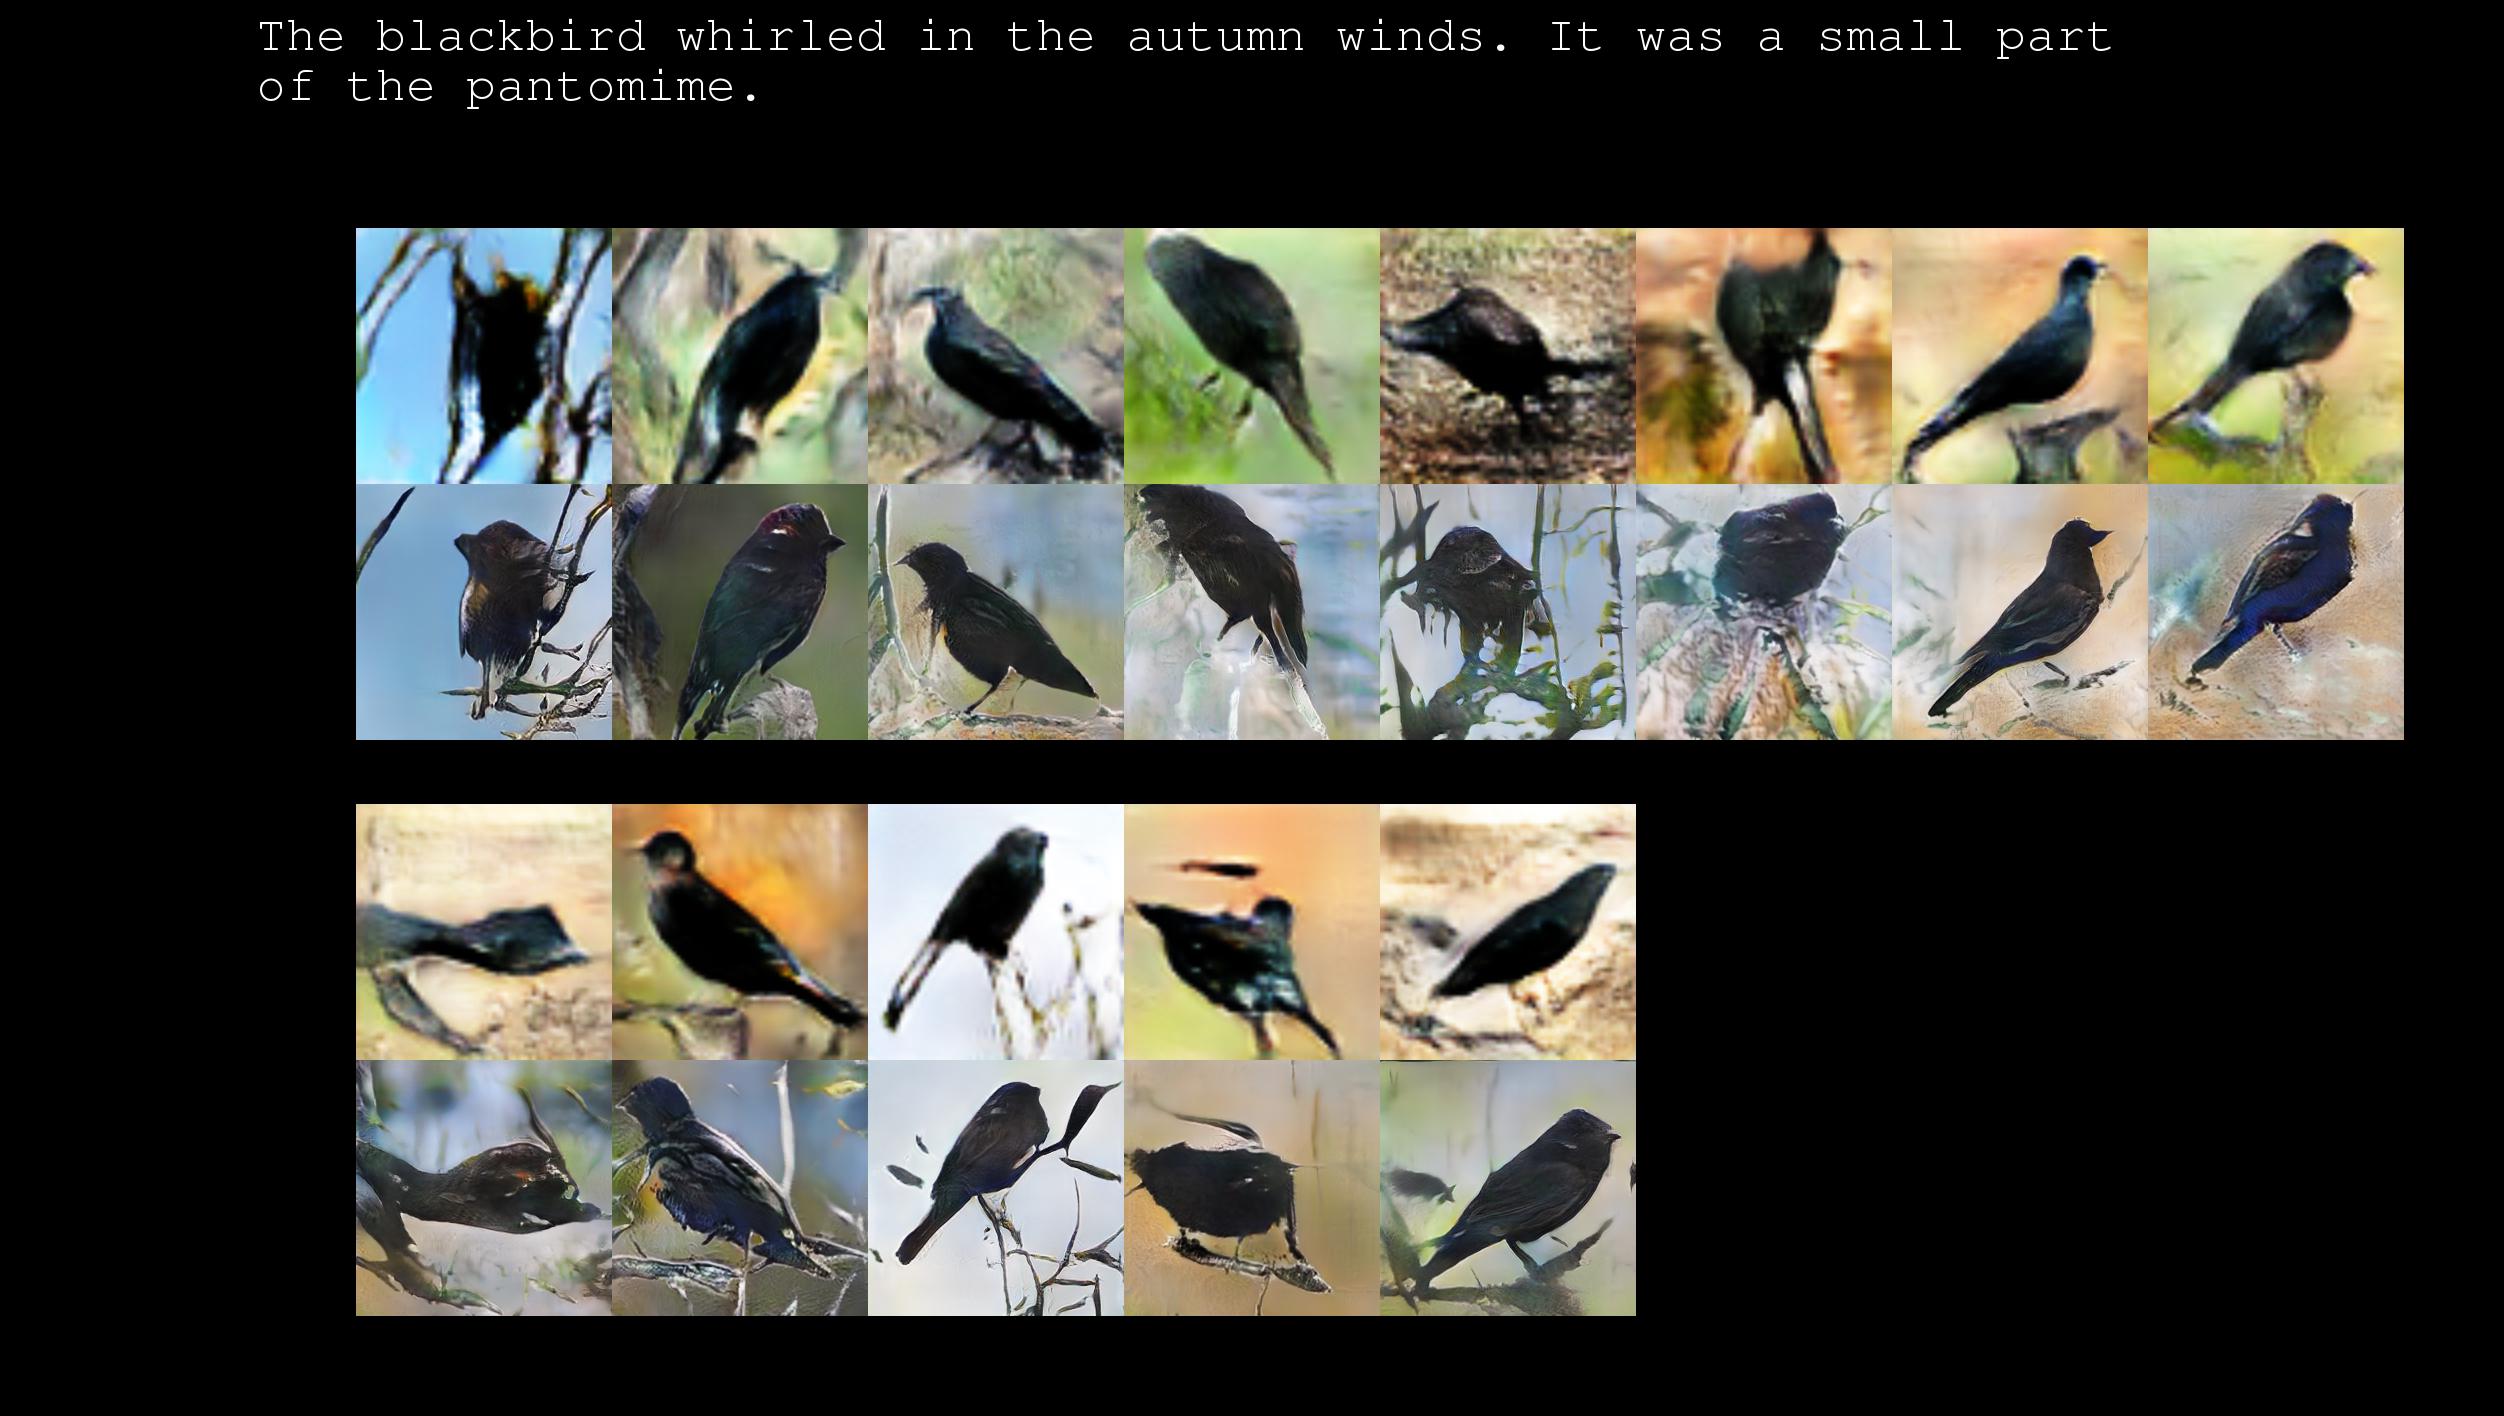 The blackbird whirled in the autumn winds. It was a small part
of the pantomime.